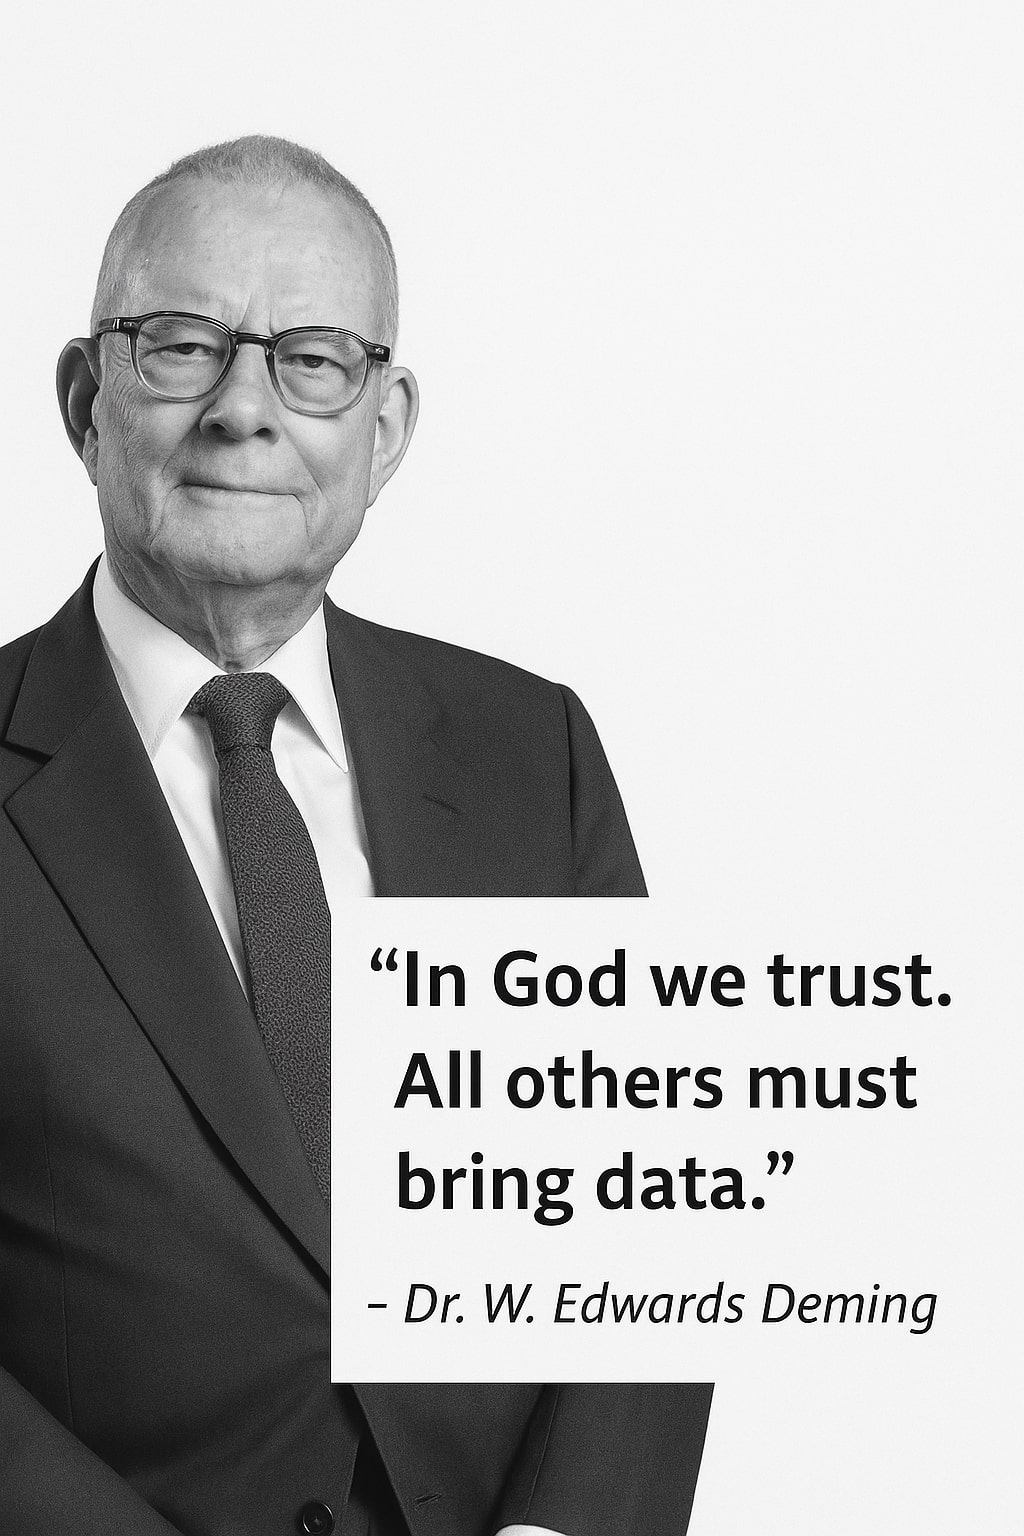 “In God we trust.
All others must
bring data.”
– Dr. W. Edwards Deming